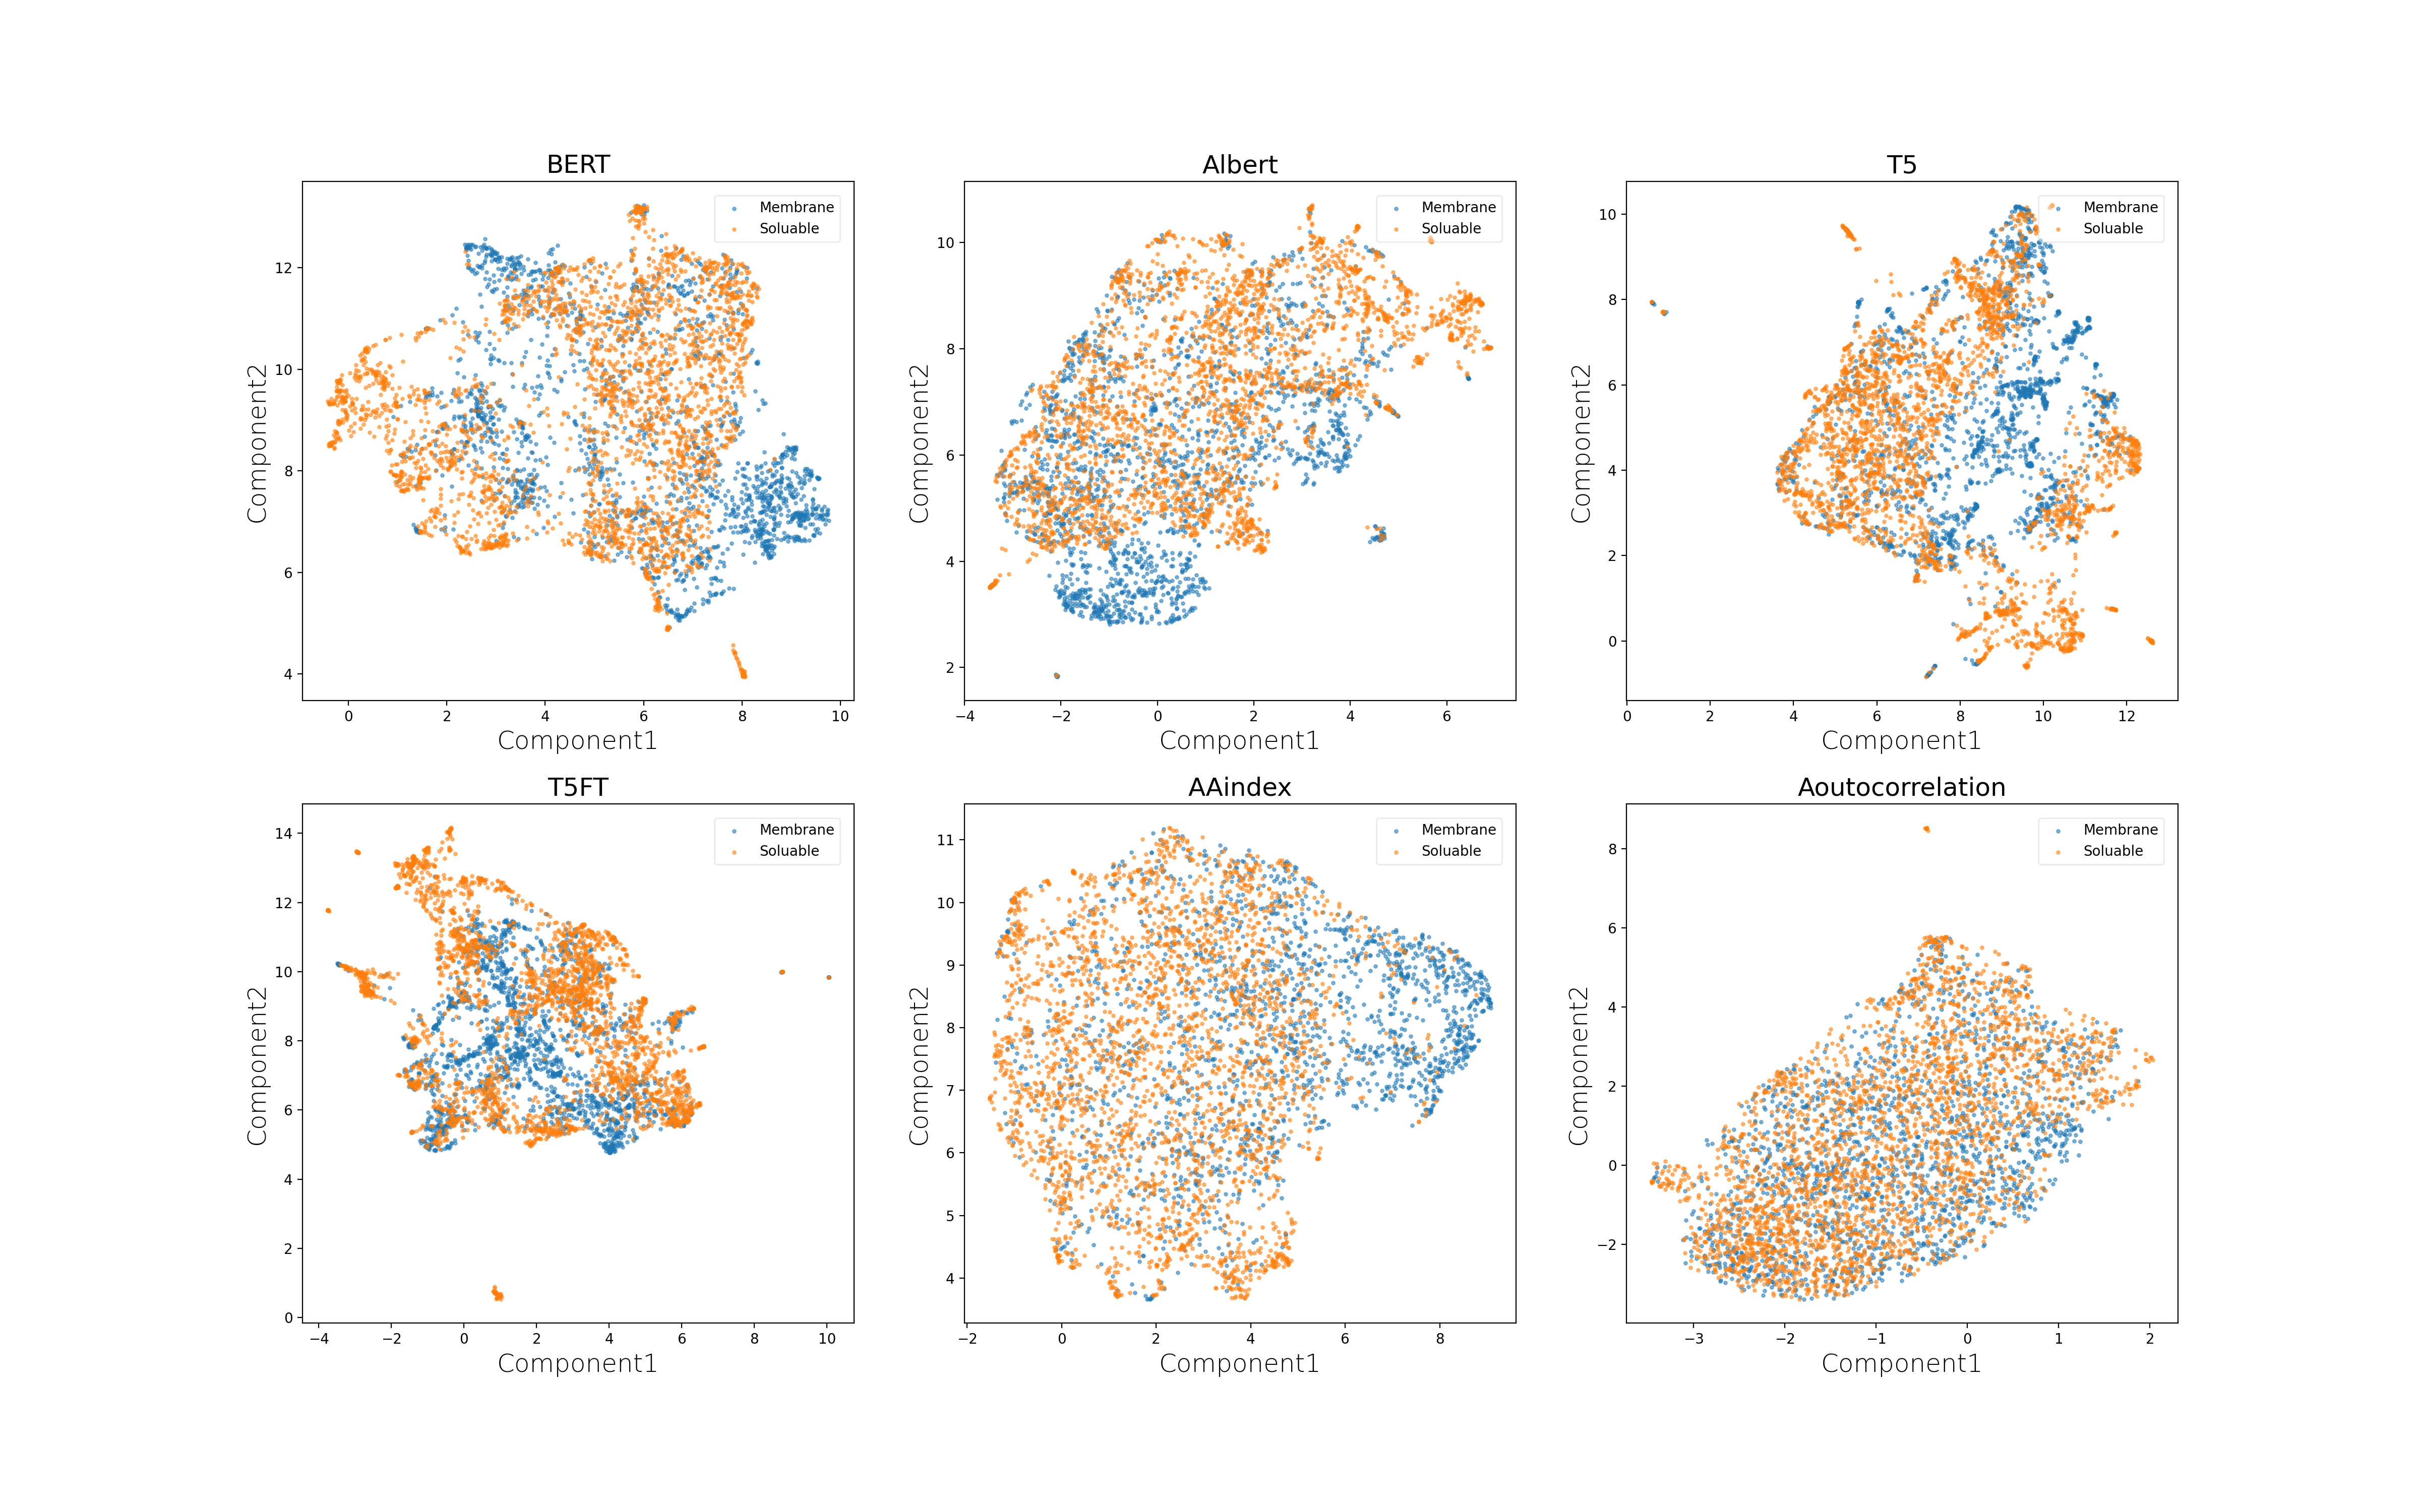 BERT
Membrane
Soluable
12
10
8
6
4
0 2 4 6 8 10
Component1
Component2
Albert
Membrane
Soluable
10
8
6
4
2
−4 −2 0 2 4 6
Component1
Component2
T5
Membrane
Soluable
10
8
6
4
2
0
0 2 4 6 8 10 12
Component1
Component2
T5FT
Membrane
Soluable
14
12
10
8
6
4
2
0
−4 −2 0 2 4 6 8 10
Component1
Component2
AAindex
Membrane
Soluable
11
10
9
8
7
6
5
4
−2 0 2 4 6 8
Component1
Component2
Aoutocorrelation
Membrane
Soluable
8
6
4
2
0
−2
−3 −2 −1 0 1 2
Component1
Component2